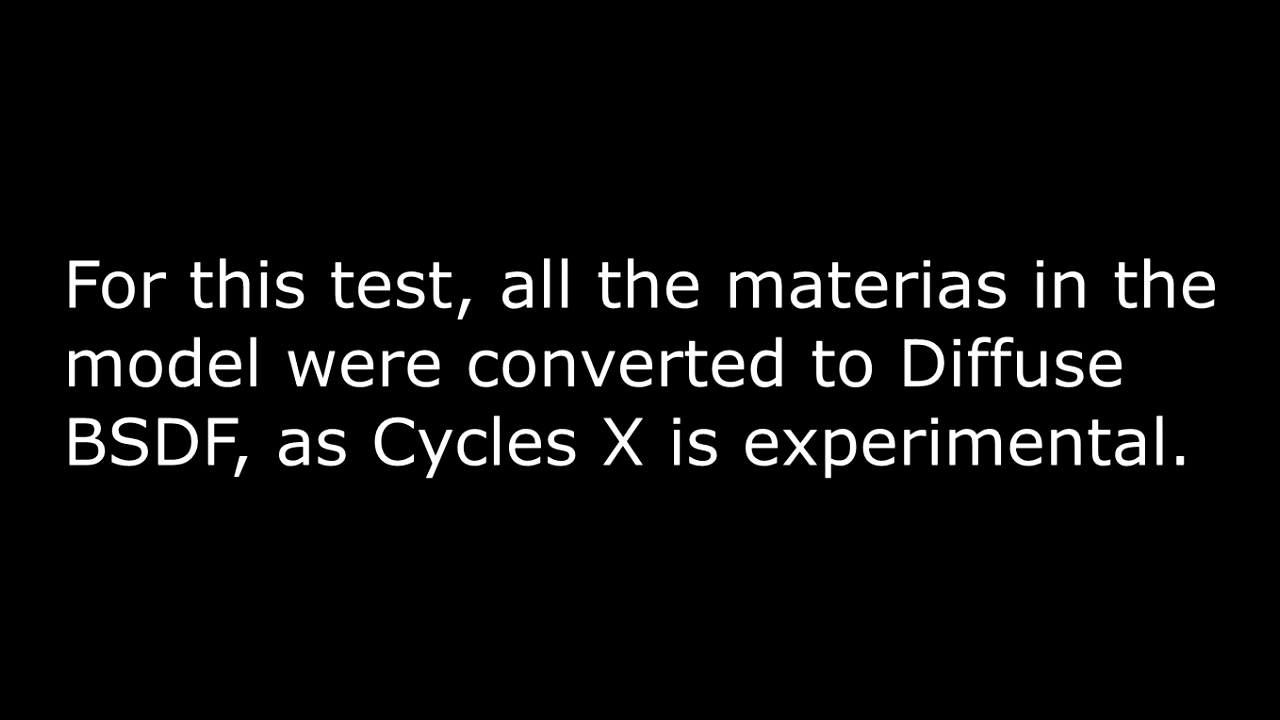 For this test, all the materias in the
model were converted to Diffuse
BSDF, as Cycles X is experimental.